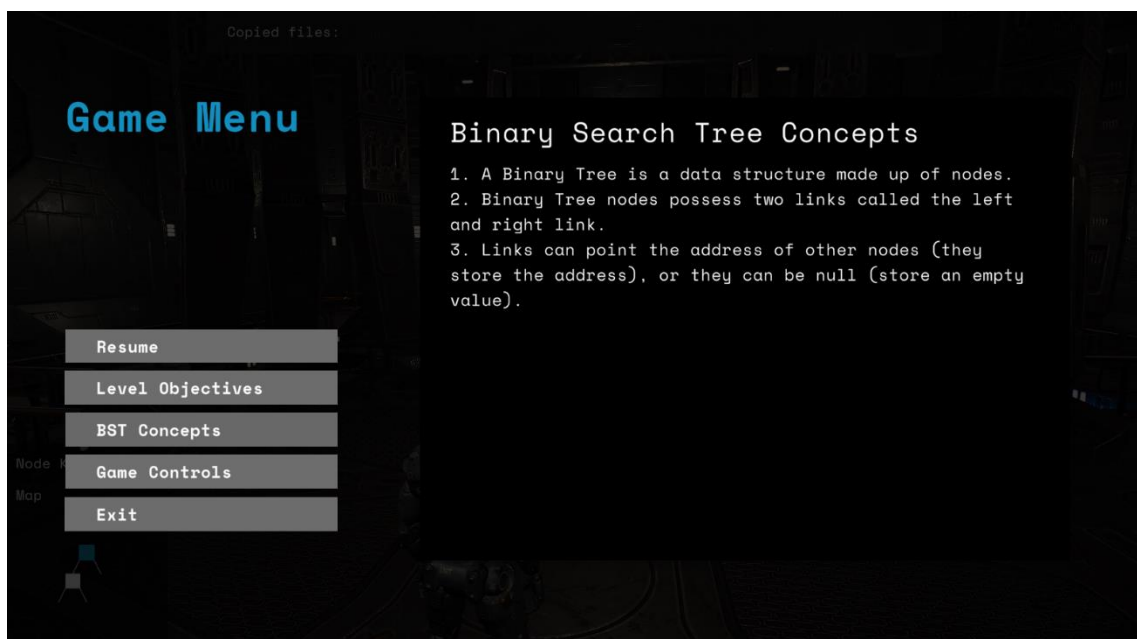 Copied files:
Game Menu
Binary Search Tree Concepts
1. A Binary Tree is a data structure made up of nodes.
2. Binary Tree nodes possess two links called the left
and right link.
3. Links can point the address of other nodes (they
store the address), or they can be null (store an empty
value).
Resume
Level Objectives
BST Concepts
Game Controls
Exit
Node
Map